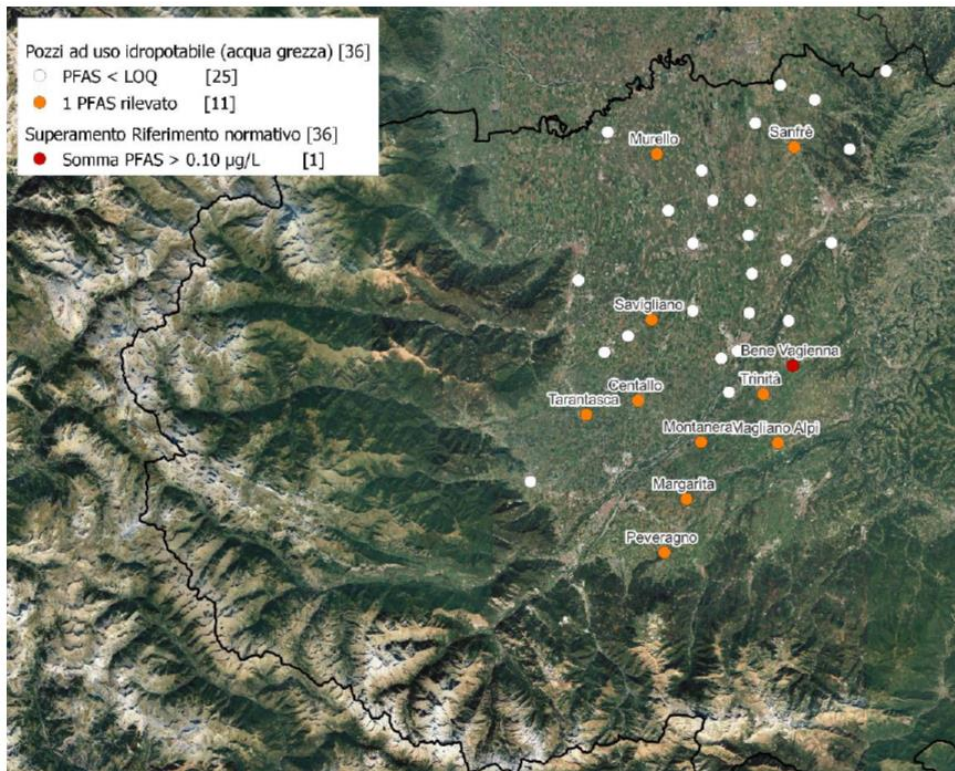 Pozzi ad uso idropotabile (acqua grezza) [36]
PFAS < LOQ [25]
1 PFAS rilevato [11]
Superamento Riferimento normativo [36]
Somma PFAS > 0.10 µg/L [1]
Murello
Sanfrè
Savigliano
Bene Vagienna
Trinità
Centallo
Tarantasca
Montanera
Magliano Alpi
Margarita
Peveragno